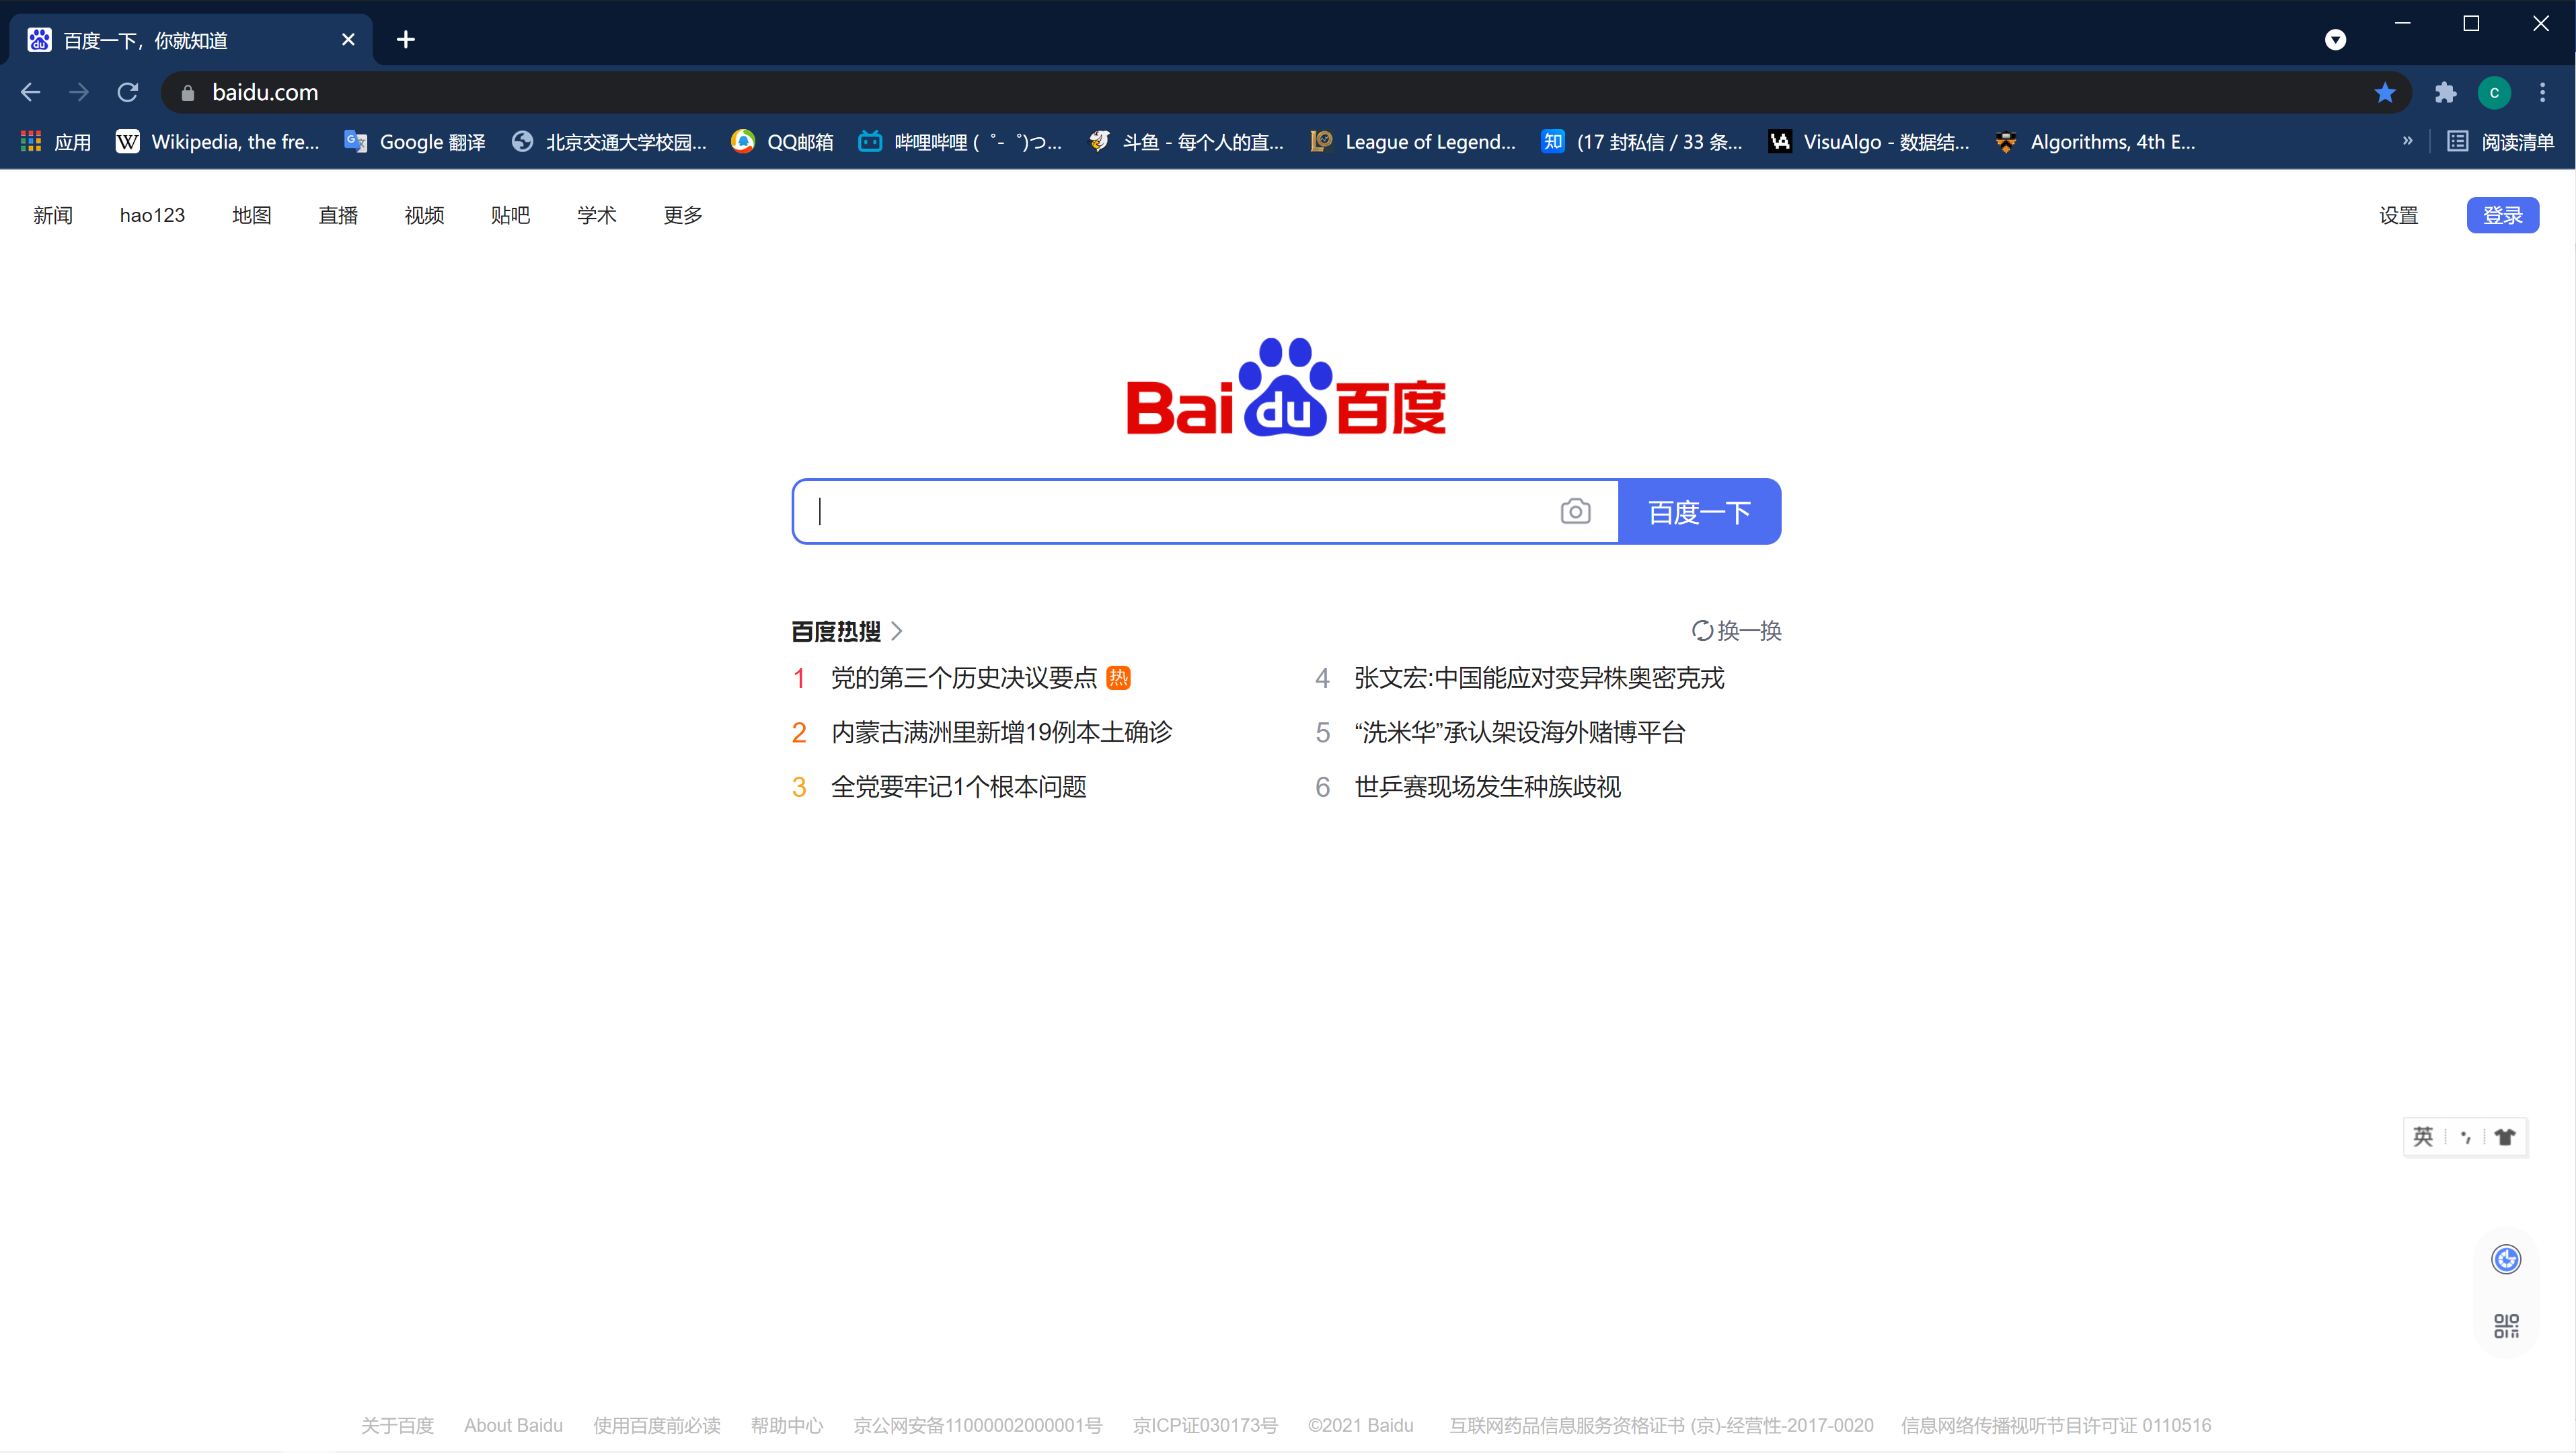 百度一下，你就知道
baidu.com
应用 Wikipedia, the fre... Google 翻译 北京交通大学校园... QQ邮箱 哔哩哔哩 ( ゜- ゜)つ... 斗鱼 - 每个人的直... League of Legend... 知 (17 封私信 / 33 条... VisuAlgo - 数据结... Algorithms, 4th E... » 阅读清单
新闻 hao123 地图 直播 视频 贴吧 学术 更多 设置 登录
Bai du 百度
百度一下
百度热搜 换一换
1 党的第三个历史决议要点 热 4 张文宏:中国能应对变异株奥密克戎
2 内蒙古满洲里新增19例本土确诊 5 “洗米华”承认架设海外赌博平台
3 全党要牢记1个根本问题 6 世乒赛现场发生种族歧视
英
关于百度 About Baidu 使用百度前必读 帮助中心 京公网安备11000002000001号 京ICP证030173号 ©2021 Baidu 互联网药品信息服务资格证书 (京)-经营性-2017-0020 信息网络传播视听节目许可证 0110516